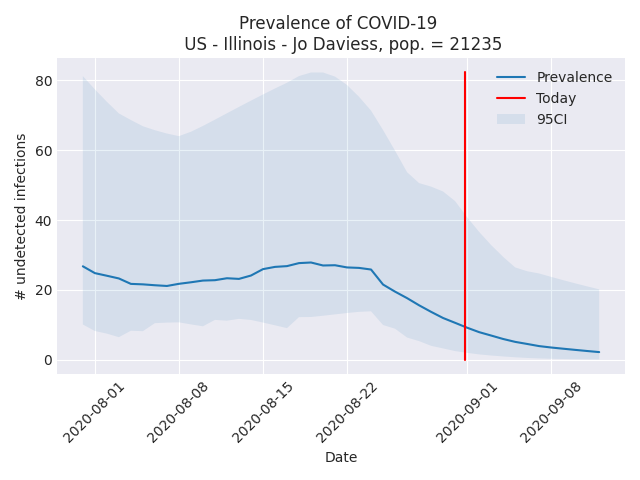 Prevalence of COVID-19
US - Illinois - Jo Daviess, pop. = 21235
Prevalence
Today
95CI
# undetected infections
80
60
40
20
0
2020-08-01
2020-08-08
2020-08-15
2020-08-22
2020-09-01
2020-09-08
Date